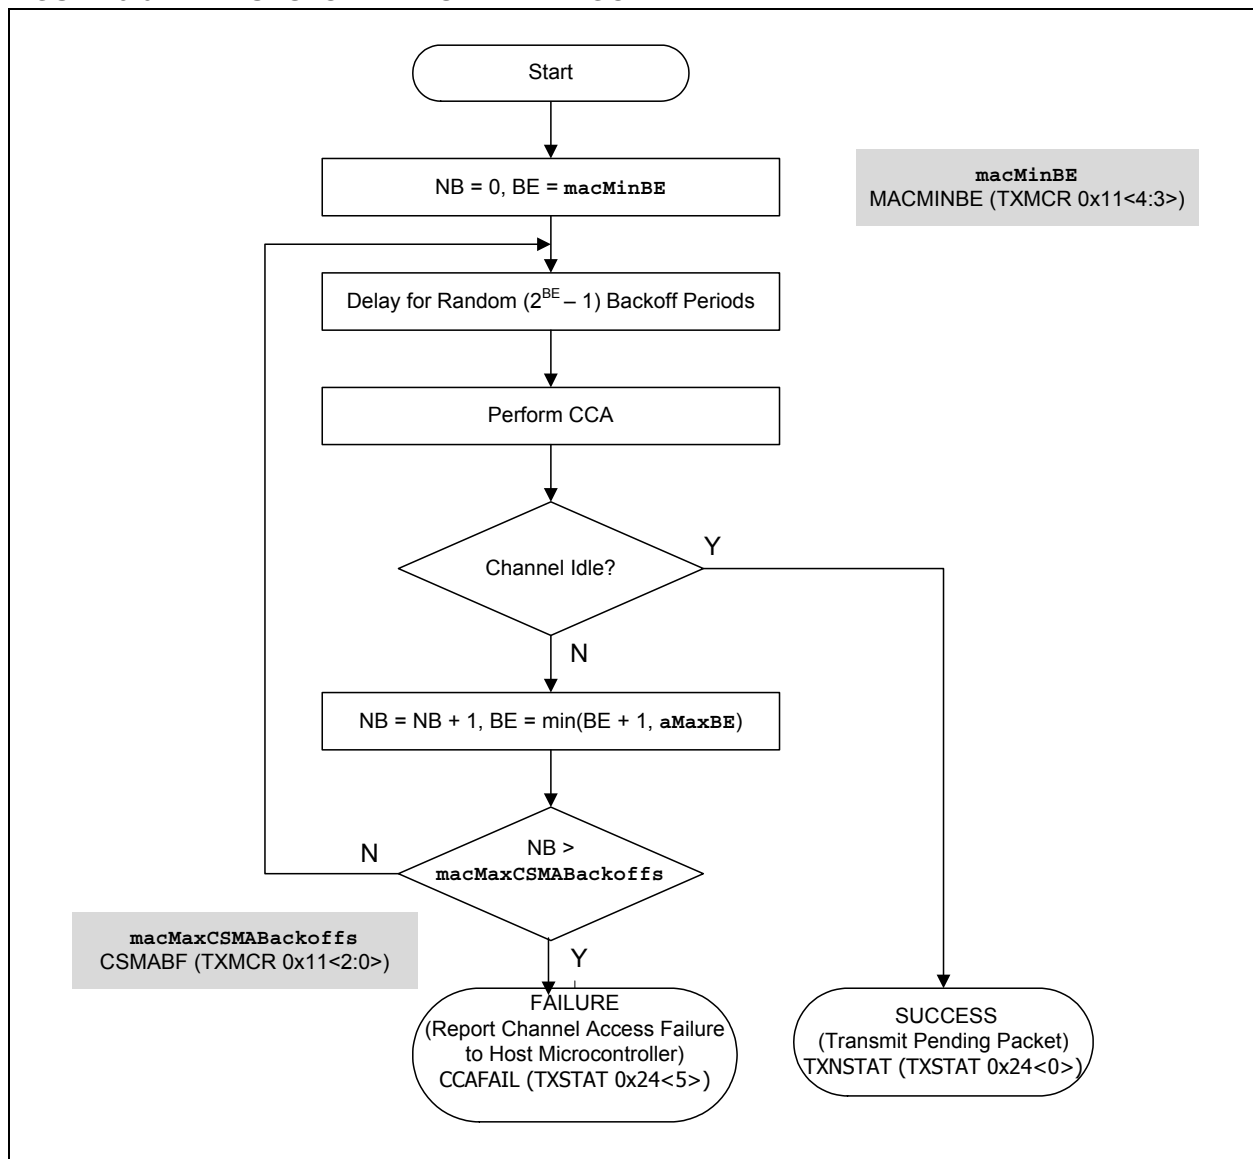 Start
NB = 0, BE = macMinBE
macMinBE
MACMINBE (TXMCR 0x11<4:3>)
Delay for Random (2^BE – 1) Backoff Periods
Perform CCA
Channel Idle?
Y
N
NB = NB + 1, BE = min(BE + 1, aMaxBE)
NB >
macMaxCSMABackoffs
N
macMaxCSMABackoffs
CSMABF (TXMCR 0x11<2:0>)
Y
FAILURE
(Report Channel Access Failure
to Host Microcontroller)
CCAFAIL (TXSTAT 0x24<5>)
SUCCESS
(Transmit Pending Packet)
TXNSTAT (TXSTAT 0x24<0>)